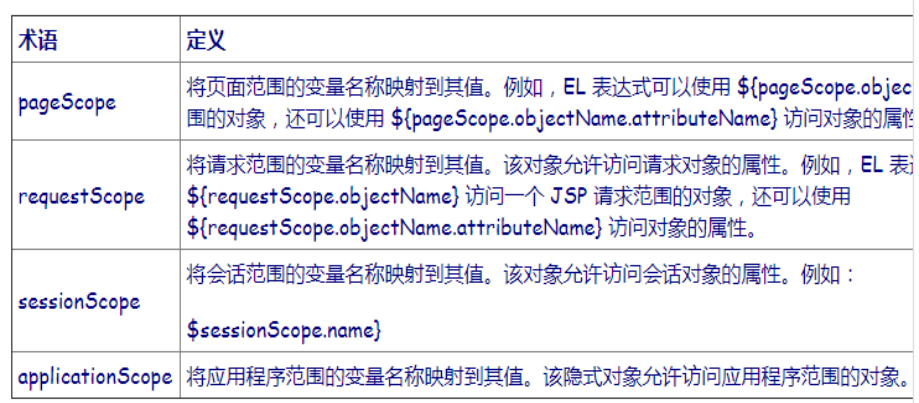 术语 定义
pageScope
将页面范围的变量名称映射到其值。例如，EL 表达式可以使用 ${pageScope.objec
围的对象，还可以使用 ${pageScope.objectName.attributeName} 访问对象的属性
requestScope
将请求范围的变量名称映射到其值。该对象允许访问请求对象的属性。例如，EL 表达
${requestScope.objectName} 访问一个 JSP 请求范围的对象，还可以使用
${requestScope.objectName.attributeName} 访问对象的属性。
sessionScope
将会话范围的变量名称映射到其值。该对象允许访问会话对象的属性。例如：
$sessionScope.name}
applicationScope 将应用程序范围的变量名称映射到其值。该隐式对象允许访问应用程序范围的对象。